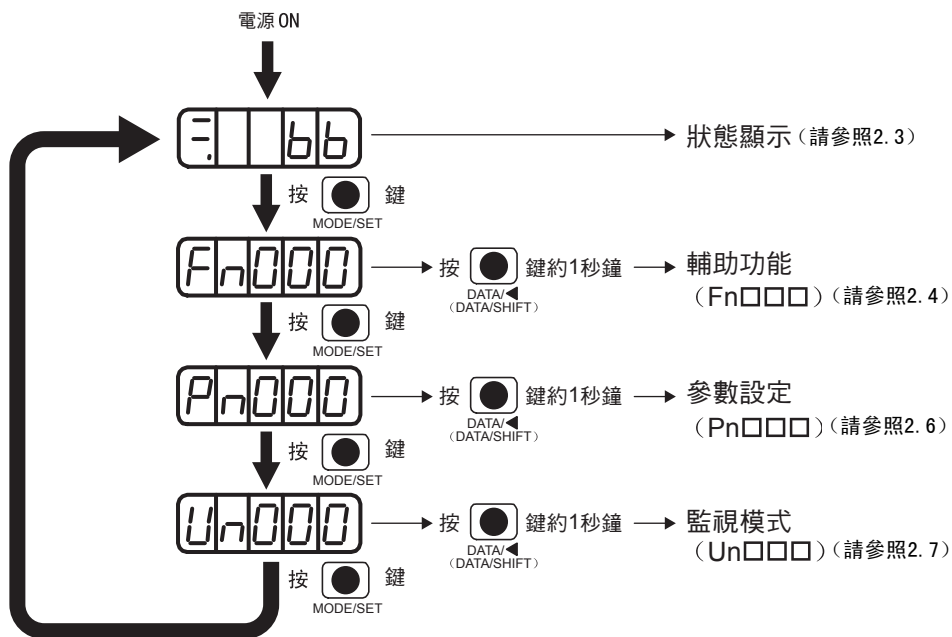 電源ON
bb
狀態顯示（請參照2.3）
按 鍵
MODE/SET
Fn000
按 鍵約1秒鐘
DATA/◀
（DATA/SHIFT）
輔助功能
（Fn□□□）（請參照2.4）
按 鍵
MODE/SET
Pn000
按 鍵約1秒鐘
DATA/◀
（DATA/SHIFT）
參數設定
（Pn□□□）（請參照2.6）
按 鍵
MODE/SET
Un000
按 鍵約1秒鐘
DATA/◀
（DATA/SHIFT）
監視模式
（Un□□□）（請參照2.7）
按 鍵
MODE/SET